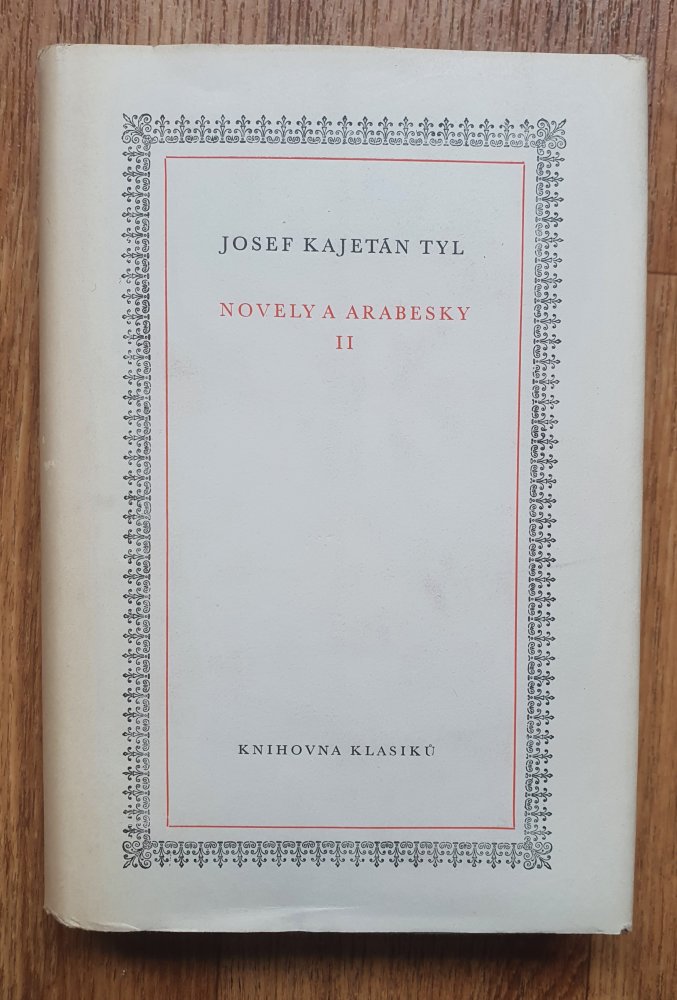 JOSEF KAJETÁN TYL
NOVELY A ARABESKY
II
KNIHOVNA KLASIKŮ